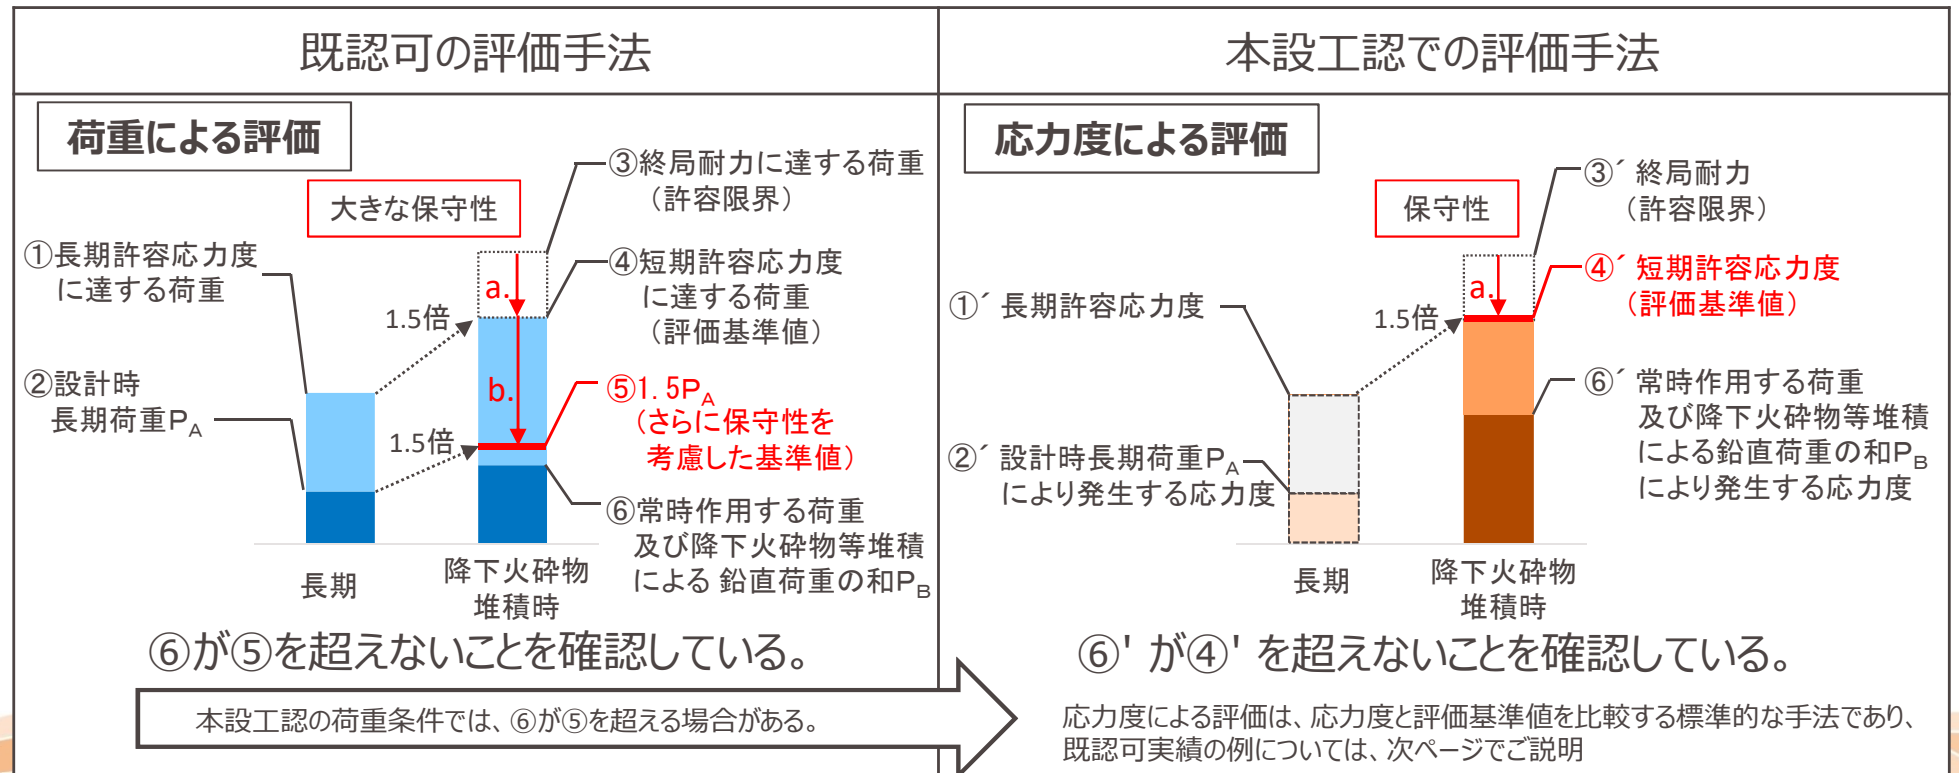 既認可の評価手法
荷重による評価
大きな保守性
③終局耐力に達する荷重
（許容限界）
①長期許容応力度
に達する荷重
④短期許容応力度
に達する荷重
（評価基準値）
a.
1.5倍
②設計時
長期荷重PA
b.
⑤1.5PA
（さらに保守性を
考慮した基準値）
1.5倍
⑥常時作用する荷重
及び降下火砕物等堆積
による 鉛直荷重の和PB
長期
降下火砕物
堆積時
⑥が⑤を超えないことを確認している。
本設工認の荷重条件では、⑥が⑤を超える場合がある。
本設工認での評価手法
応力度による評価
保守性
③´ 終局耐力
（許容限界）
①´ 長期許容応力度
④´ 短期許容応力度
（評価基準値）
a.
1.5倍
②´ 設計時長期荷重PA
により発生する応力度
⑥´ 常時作用する荷重
及び降下火砕物等堆積
による鉛直荷重の和PB
により発生する応力度
長期
降下火砕物
堆積時
⑥' が④' を超えないことを確認している。
応力度による評価は、応力度と評価基準値を比較する標準的な手法であり、
既認可実績の例については、次ページでご説明